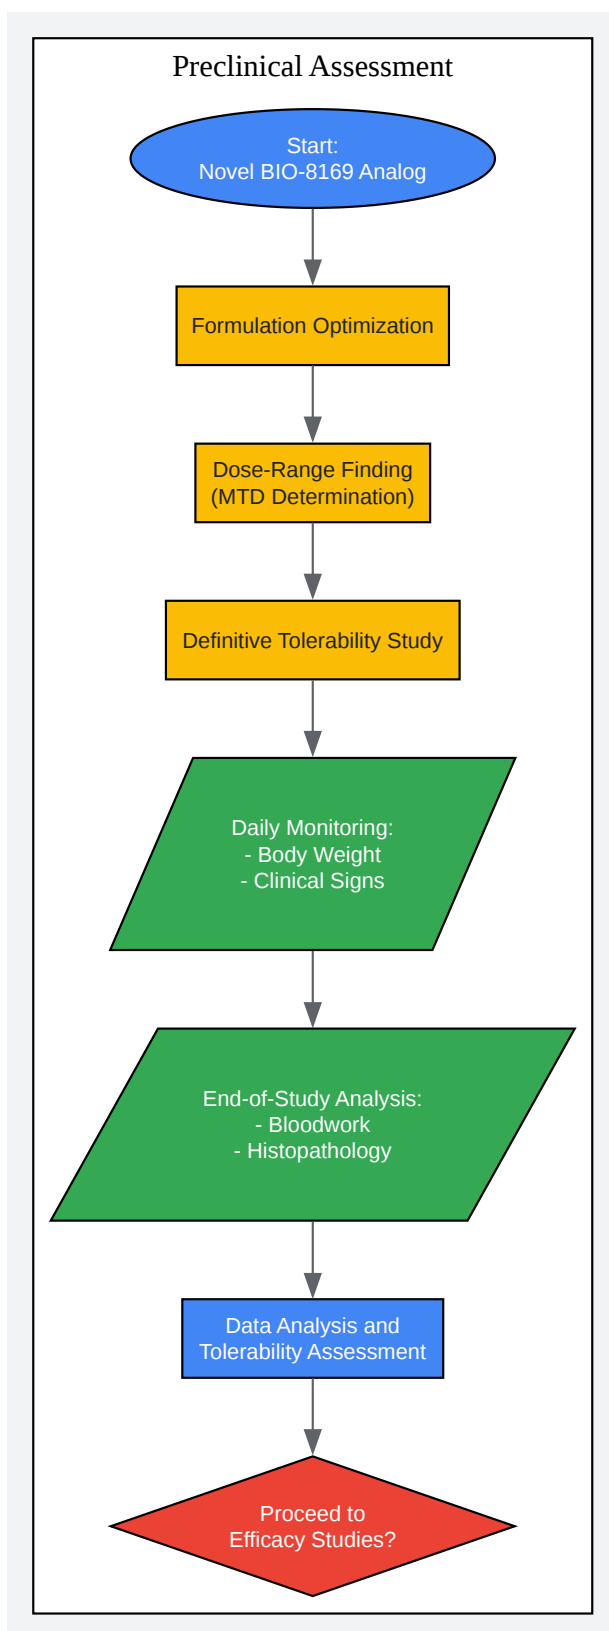 Preclinical Assessment
Start:
Novel BIO-8169 Analog
Formulation Optimization
Dose-Range Finding
(MTD Determination)
Definitive Tolerability Study
Daily Monitoring:
- Body Weight
- Clinical Signs
End-of-Study Analysis:
- Bloodwork
- Histopathology
Data Analysis and
Tolerability Assessment
Proceed to
Efficacy Studies?